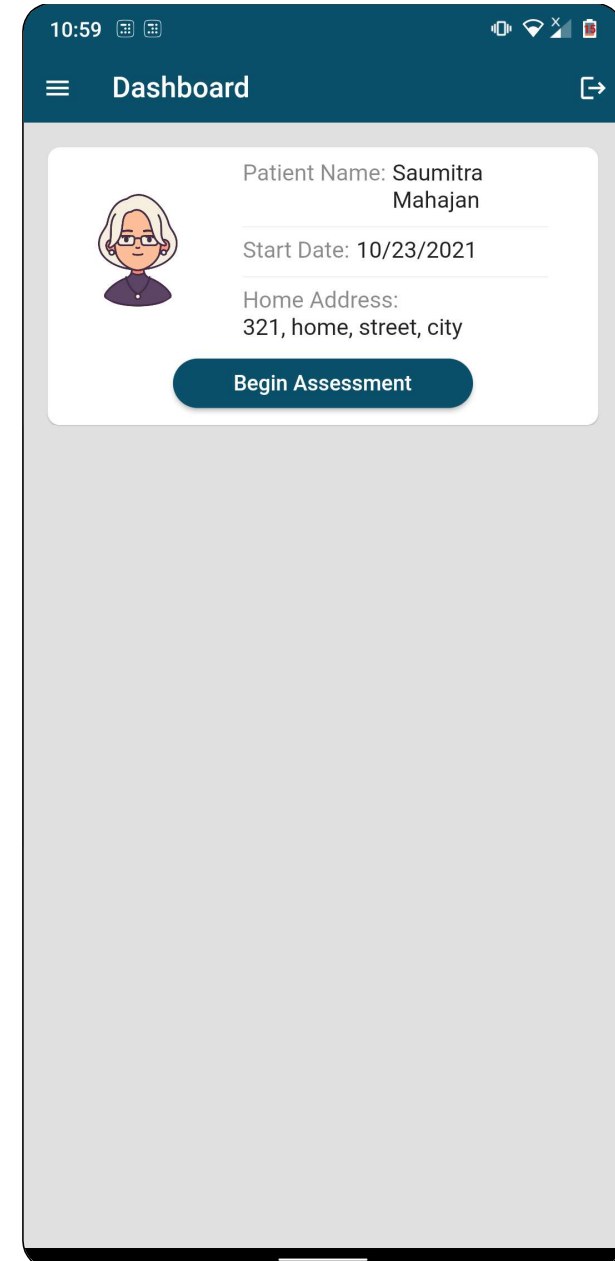 10:59
15
Dashboard
Patient Name: Saumitra
Mahajan
Start Date: 10/23/2021
Home Address:
321, home, street, city
Begin Assessment